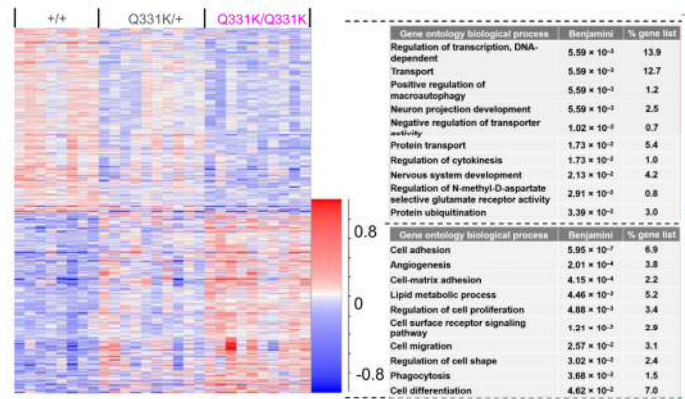 +/+ Q331K/+ Q331K/Q331K
0.8
0
-0.8
Gene ontology biological process Benjamini % gene list
Regulation of transcription, DNA-
dependent 5.59 × 10⁻³ 13.9
Transport 5.59 × 10⁻³ 12.7
Positive regulation of
macroautophagy 5.59 × 10⁻³ 1.2
Neuron projection development 5.59 × 10⁻³ 2.5
Negative regulation of transporter
activity 1.02 × 10⁻² 0.7
Protein transport 1.73 × 10⁻² 5.4
Regulation of cytokinesis 1.73 × 10⁻² 1.0
Nervous system development 2.13 × 10⁻² 4.2
Regulation of N-methyl-D-aspartate
selective glutamate receptor activity 2.91 × 10⁻² 0.8
Protein ubiquitination 3.39 × 10⁻² 3.0
Gene ontology biological process Benjamini % gene list
Cell adhesion 5.95 × 10⁻⁷ 6.9
Angiogenesis 2.01 × 10⁻⁴ 3.8
Cell-matrix adhesion 4.15 × 10⁻⁴ 2.2
Lipid metabolic process 4.46 × 10⁻³ 5.2
Regulation of cell proliferation 4.88 × 10⁻³ 3.4
Cell surface receptor signaling
pathway 1.21 × 10⁻² 2.9
Cell migration 2.57 × 10⁻² 3.1
Regulation of cell shape 3.02 × 10⁻² 2.4
Phagocytosis 3.68 × 10⁻² 1.5
Cell differentiation 4.62 × 10⁻² 7.0